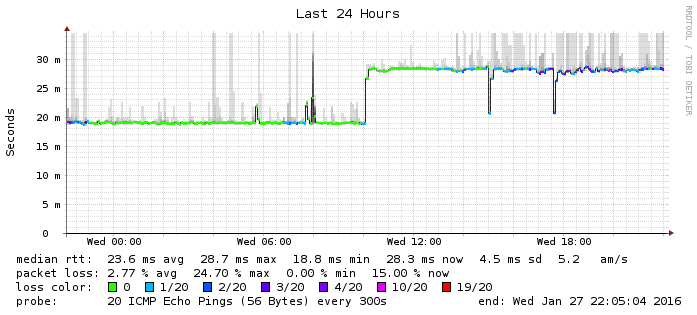 Last 24 Hours
RRDTOOL / TOBI OETIKER
Seconds
30 m
25 m
20 m
15 m
10 m
5 m
0
Wed 00:00 Wed 06:00 Wed 12:00 Wed 18:00
median rtt: 23.6 ms avg 28.7 ms max 18.8 ms min 28.3 ms now 4.5 ms sd 5.2 am/s
packet loss: 2.77 % avg 24.70 % max 0.00 % min 15.00 % now
loss color: 0 1/20 2/20 3/20 4/20 10/20 19/20
probe: 20 ICMP Echo Pings (56 Bytes) every 300s end: Wed Jan 27 22:05:04 2016